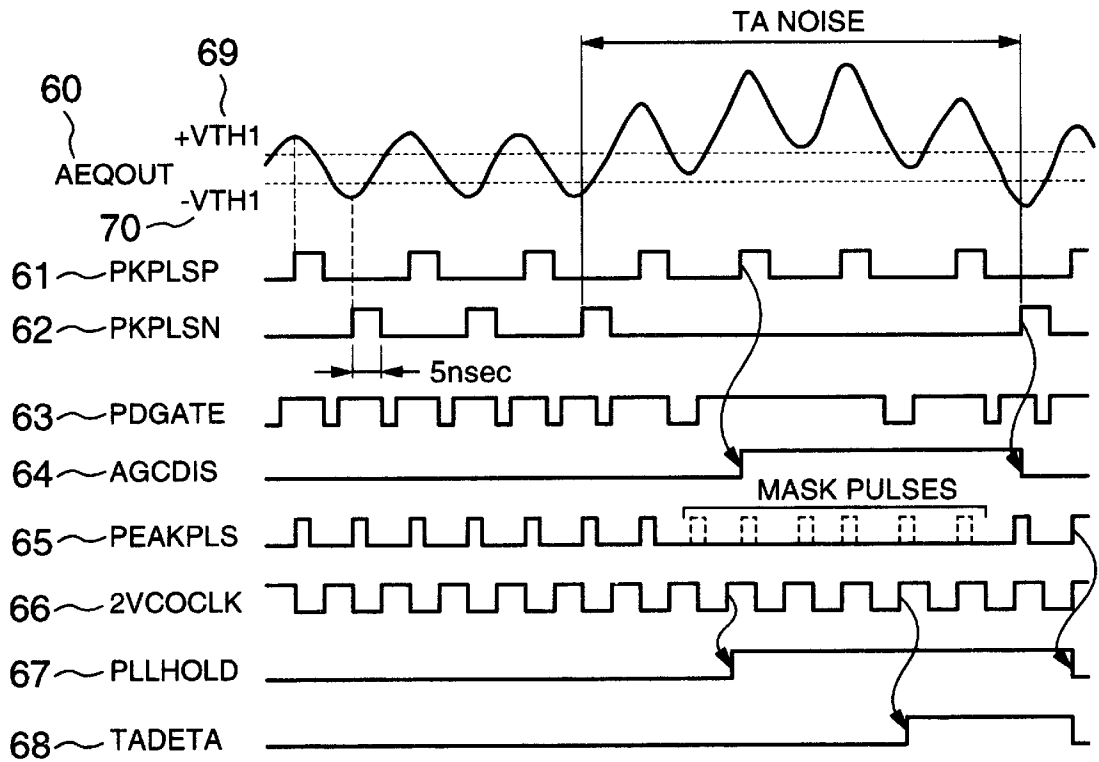 TA NOISE
69
60
+VTH1
AEQOUT
-VTH1
70
61 PKPLSP
62 PKPLSN
5nsec
63 PDGATE
64 AGCDIS
MASK PULSES
65 PEAKPLS
66 2VCOCLK
67 PLLHOLD
68 TADETA